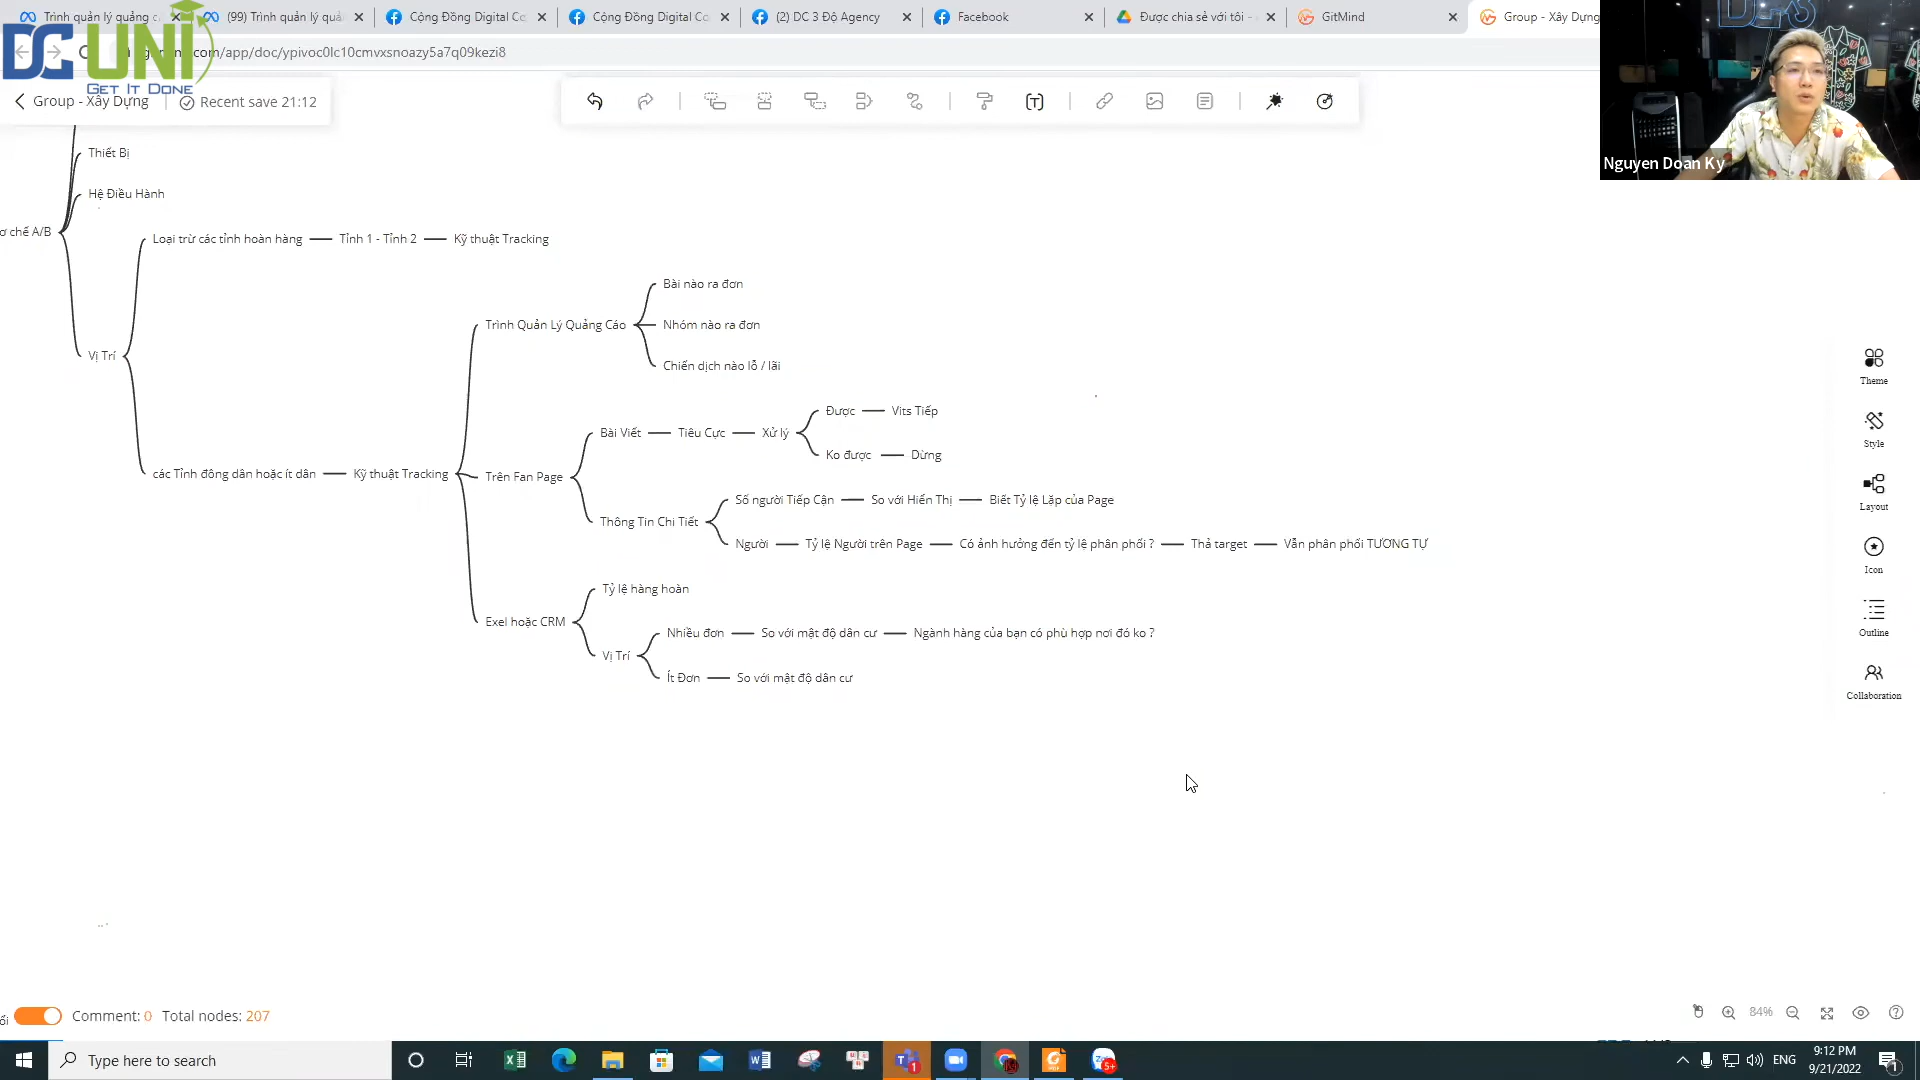 Trình quản lý quảng c
(99) Trình quản lý quả
Cộng Đồng Digital Co
Cộng Đồng Digital Co
(2) DC 3 Độ Agency
Facebook
Được chia sẻ với tôi -
GitMind
Group - Xây Dựng
DC UNI
GET IT DONE
com/app/doc/ypivoc0lc10cmvxsnoazy5a7q09kezi8
Group - Xây Dựng
Recent save 21:12
Nguyen Doan Ky
Thiết Bị
Hệ Điều Hành
ơ chế A/B
Loại trừ các tỉnh hoàn hàng
Tỉnh 1 - Tỉnh 2
Kỹ thuật Tracking
Bài nào ra đơn
Trình Quản Lý Quảng Cáo
Nhóm nào ra đơn
Chiến dịch nào lỗ / lãi
Vị Trí
Được
Vits Tiếp
Bài Viết
Tiêu Cực
Xử lý
Ko được
Dừng
các Tỉnh đông dân hoặc ít dân
Kỹ thuật Tracking
Trên Fan Page
Số người Tiếp Cận
So với Hiển Thị
Biết Tỷ lệ Lặp của Page
Thông Tin Chi Tiết
Người
Tỷ lệ Người trên Page
Có ảnh hưởng đến tỷ lệ phân phối ?
Thả target
Vẫn phân phối TƯƠNG TỰ
Tỷ lệ hàng hoàn
Exel hoặc CRM
Nhiều đơn
So với mật độ dân cư
Ngành hàng của bạn có phù hợp nơi đó ko ?
Vị Trí
Ít Đơn
So với mật độ dân cư
Theme
Style
Layout
Icon
Outline
Collaboration
Comment: 0
Total nodes: 207
84%
Type here to search
ENG
9:12 PM
9/21/2022